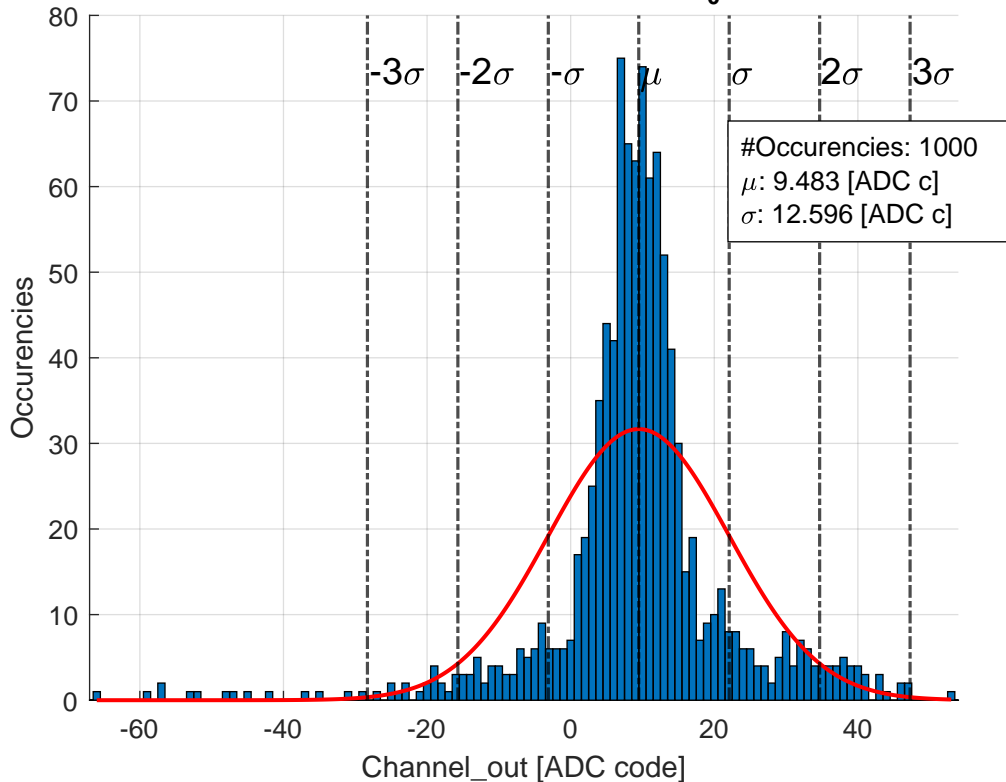 80
70
60
50
40
30
20
10
0
-3σ
-2σ
-σ
μ
σ
2σ
3σ
#Occurencies: 1000
μ: 9.483 [ADC c]
σ: 12.596 [ADC c]
Occurencies
-60
-40
-20
0
20
40
Channel_out [ADC code]